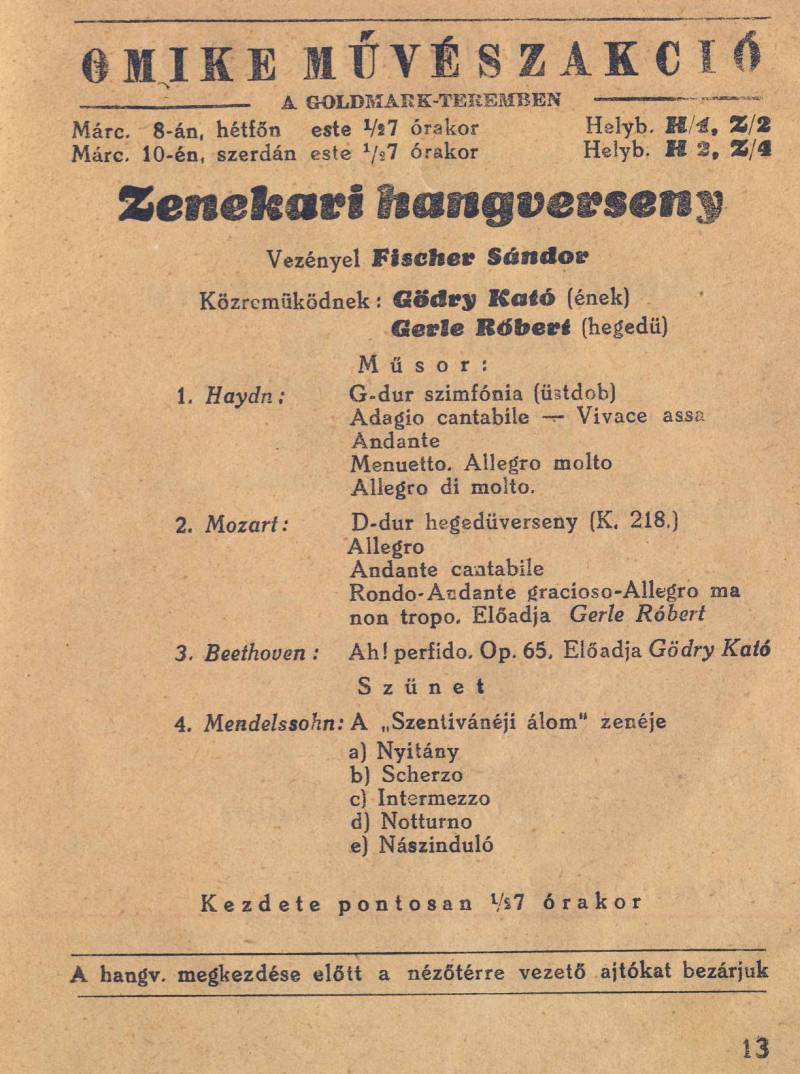 OMIKE MŰVÉSZAKCIÓ
A GOLDMARK-TEREMBEN
Márc. 8-án, hétfőn este ½7 órakor Helyb. H/1, Z/2
Márc. 10-én, szerdán este ½7 órakor Helyb. H 2, Z/4
Zenekari hangverseny
Vezényel Fischer Sándor
Közreműködnek: Gödry Kató (ének)
Gerle Róbert (hegedü)
Műsor:
1. Haydn: G-dur szimfónia (üstdob)
Adagio cantabile — Vivace assa
Andante
Menuetto. Allegro molto
Allegro di molto.
2. Mozart: D-dur hegedüverseny (K. 218.)
Allegro
Andante cantabile
Rondo-Andante gracioso-Allegro ma
non tropo. Előadja Gerle Róbert
3. Beethoven: Ah! perfido. Op. 65. Előadja Gödry Kató
Szünet
4. Mendelssohn: A „Szentivánéji álom" zenéje
a) Nyitány
b) Scherzo
c) Intermezzo
d) Notturno
e) Nászinduló
Kezdete pontosan ½7 órakor
A hangv. megkezdése előtt a nézőtérre vezető ajtókat bezárjuk
13